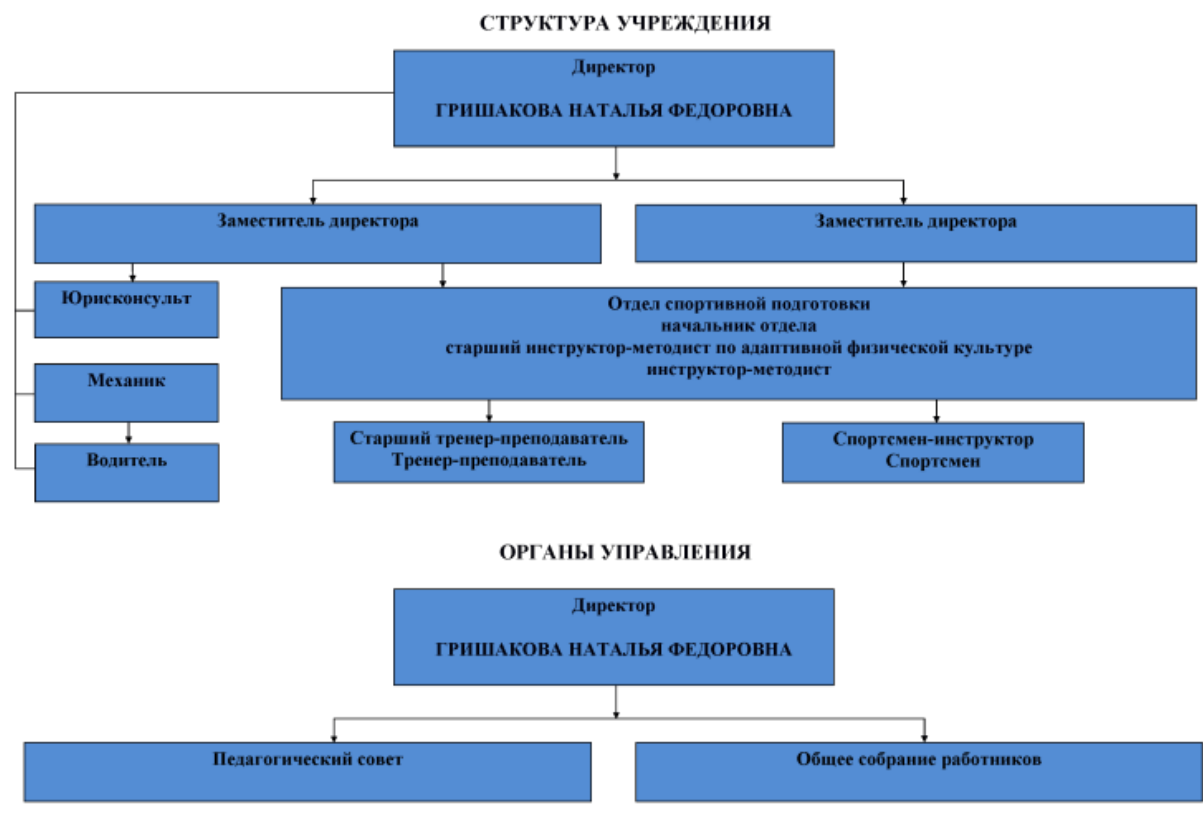 СТРУКТУРА УЧРЕЖДЕНИЯ
Директор
ГРИШАКОВА НАТАЛЬЯ ФЕДОРОВНА
Заместитель директора
Заместитель директора
Юрисконсульт
Отдел спортивной подготовки
начальник отдела
старший инструктор-методист по адаптивной физической культуре
инструктор-методист
Механик
Водитель
Старший тренер-преподаватель
Тренер-преподаватель
Спортсмен-инструктор
Спортсмен
ОРГАНЫ УПРАВЛЕНИЯ
Директор
ГРИШАКОВА НАТАЛЬЯ ФЕДОРОВНА
Педагогический совет
Общее собрание работников